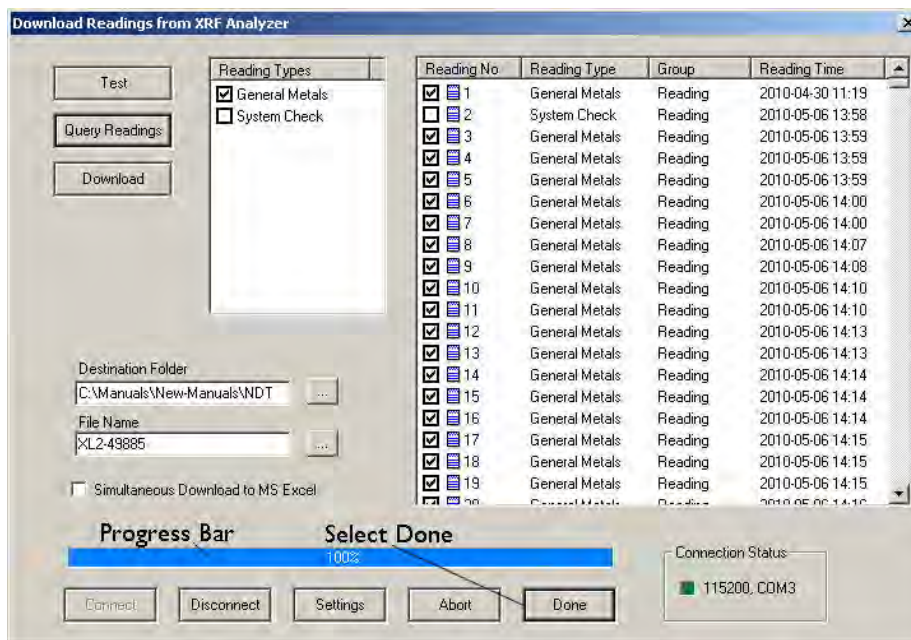 Download Readings from XRF Analyzer
Test
Query Readings
Download
Reading Types
General Metals
System Check
Reading No Reading Type Group Reading Time
1 General Metals Reading 2010-04-30 11:19
2 System Check Reading 2010-05-06 13:58
3 General Metals Reading 2010-05-06 13:59
4 General Metals Reading 2010-05-06 13:59
5 General Metals Reading 2010-05-06 13:59
6 General Metals Reading 2010-05-06 14:00
7 General Metals Reading 2010-05-06 14:00
8 General Metals Reading 2010-05-06 14:07
9 General Metals Reading 2010-05-06 14:08
10 General Metals Reading 2010-05-06 14:10
11 General Metals Reading 2010-05-06 14:10
12 General Metals Reading 2010-05-06 14:13
13 General Metals Reading 2010-05-06 14:13
14 General Metals Reading 2010-05-06 14:14
15 General Metals Reading 2010-05-06 14:14
16 General Metals Reading 2010-05-06 14:14
17 General Metals Reading 2010-05-06 14:15
18 General Metals Reading 2010-05-06 14:15
19 General Metals Reading 2010-05-06 14:15
Destination Folder
C:\Manuals\New-Manuals\NDT ...
File Name
XL2-49885 ...
Simultaneous Download to MS Excel
Progress Bar
Select Done
100%
Connection Status
115200, COM3
Connect Disconnect Settings Abort Done